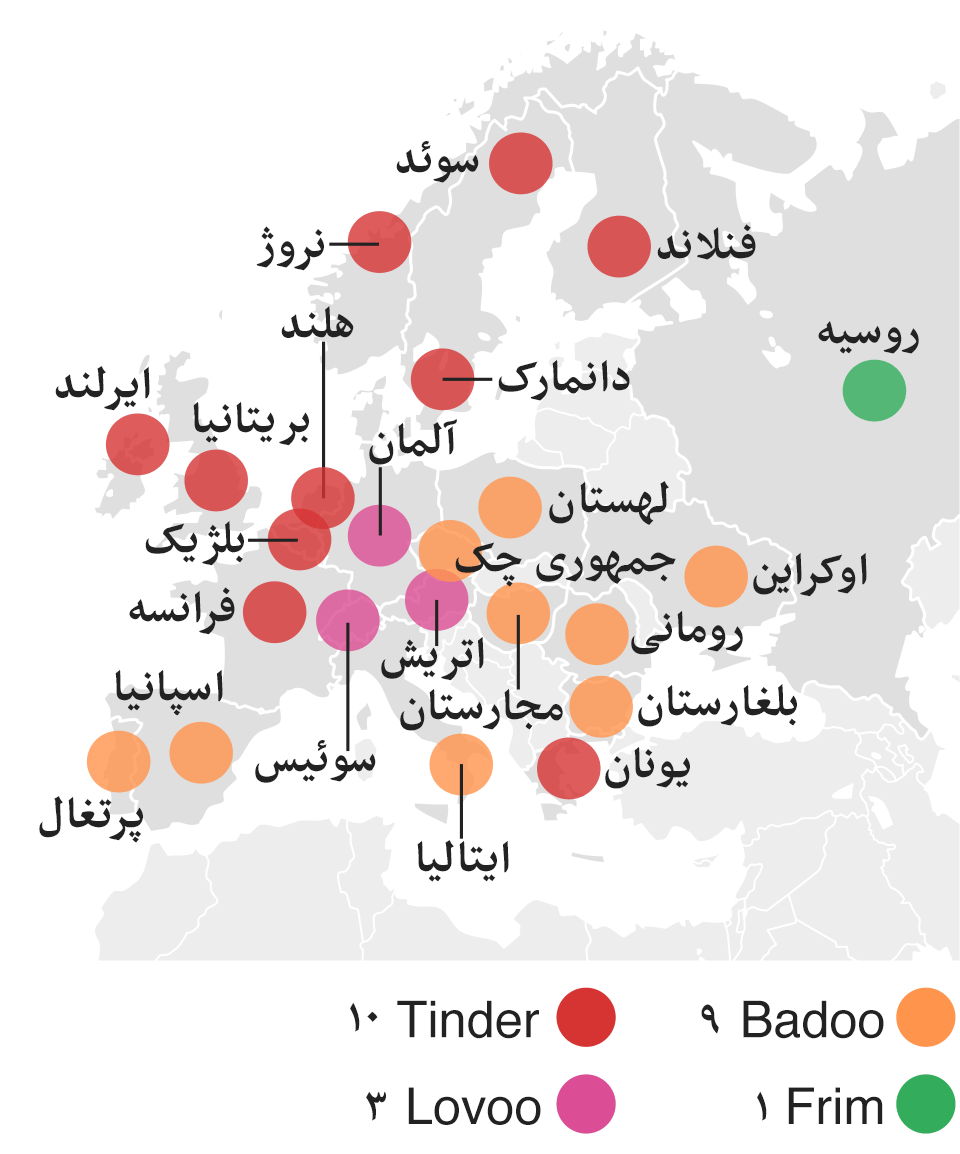 سوئد
نروژ
فنلاند
هلند
روسیه
ایرلند
دانمارک
بریتانیا
آلمان
لهستان
بلژیک
جمهوری چک
اوکراین
فرانسه
رومانی
اتریش
اسپانیا
مجارستان
بلغارستان
سوئیس
یونان
پرتغال
ایتالیا
Badoo ۹
Tinder ۱۰
Frim ۱
Lovoo ۳